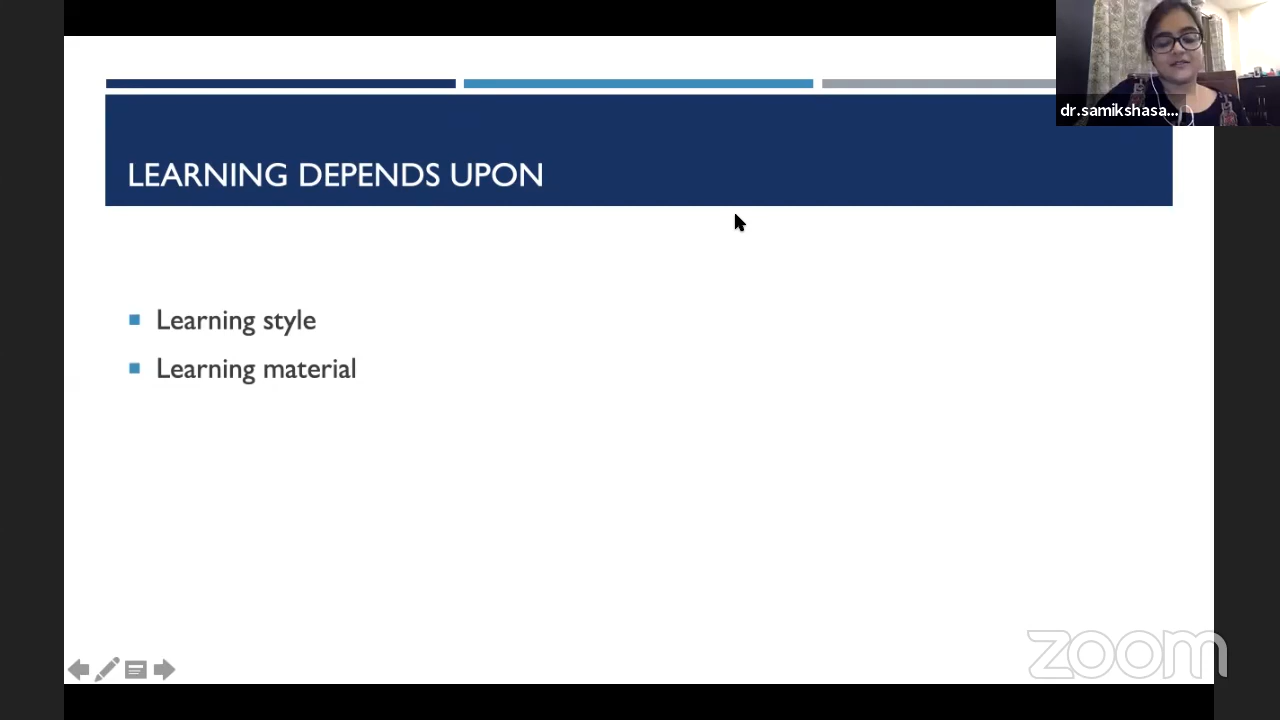 dr.samikshasa...
LEARNING DEPENDS UPON
Learning style
Learning material
zoom